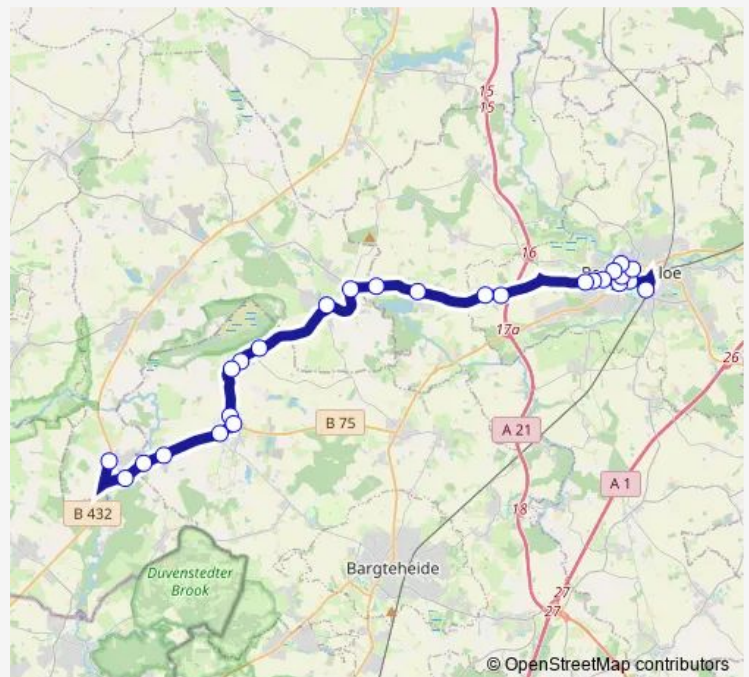 15
15
16
loe
17a
26
B 75
A 21
A 1
B 432
18
Bargteheide
Duvenstedter
Brook
27
27
© OpenStreetMap contributors